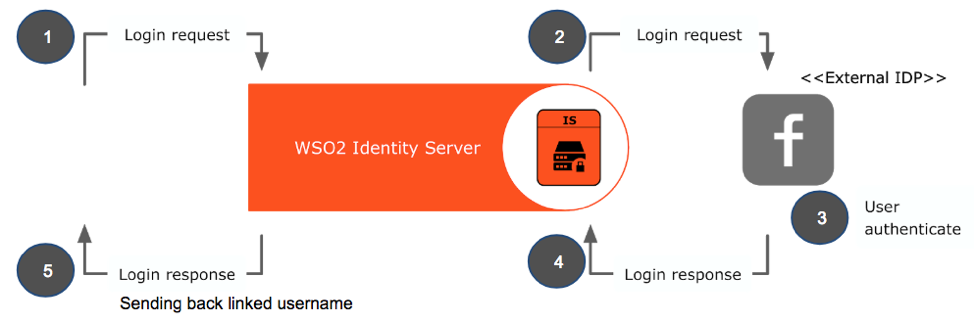 1
Login request
2
Login request
<<External IDP>>
IS
WSO2 Identity Server
f
3
User
authenticate
5
Login response
4
Login response
Sending back linked username